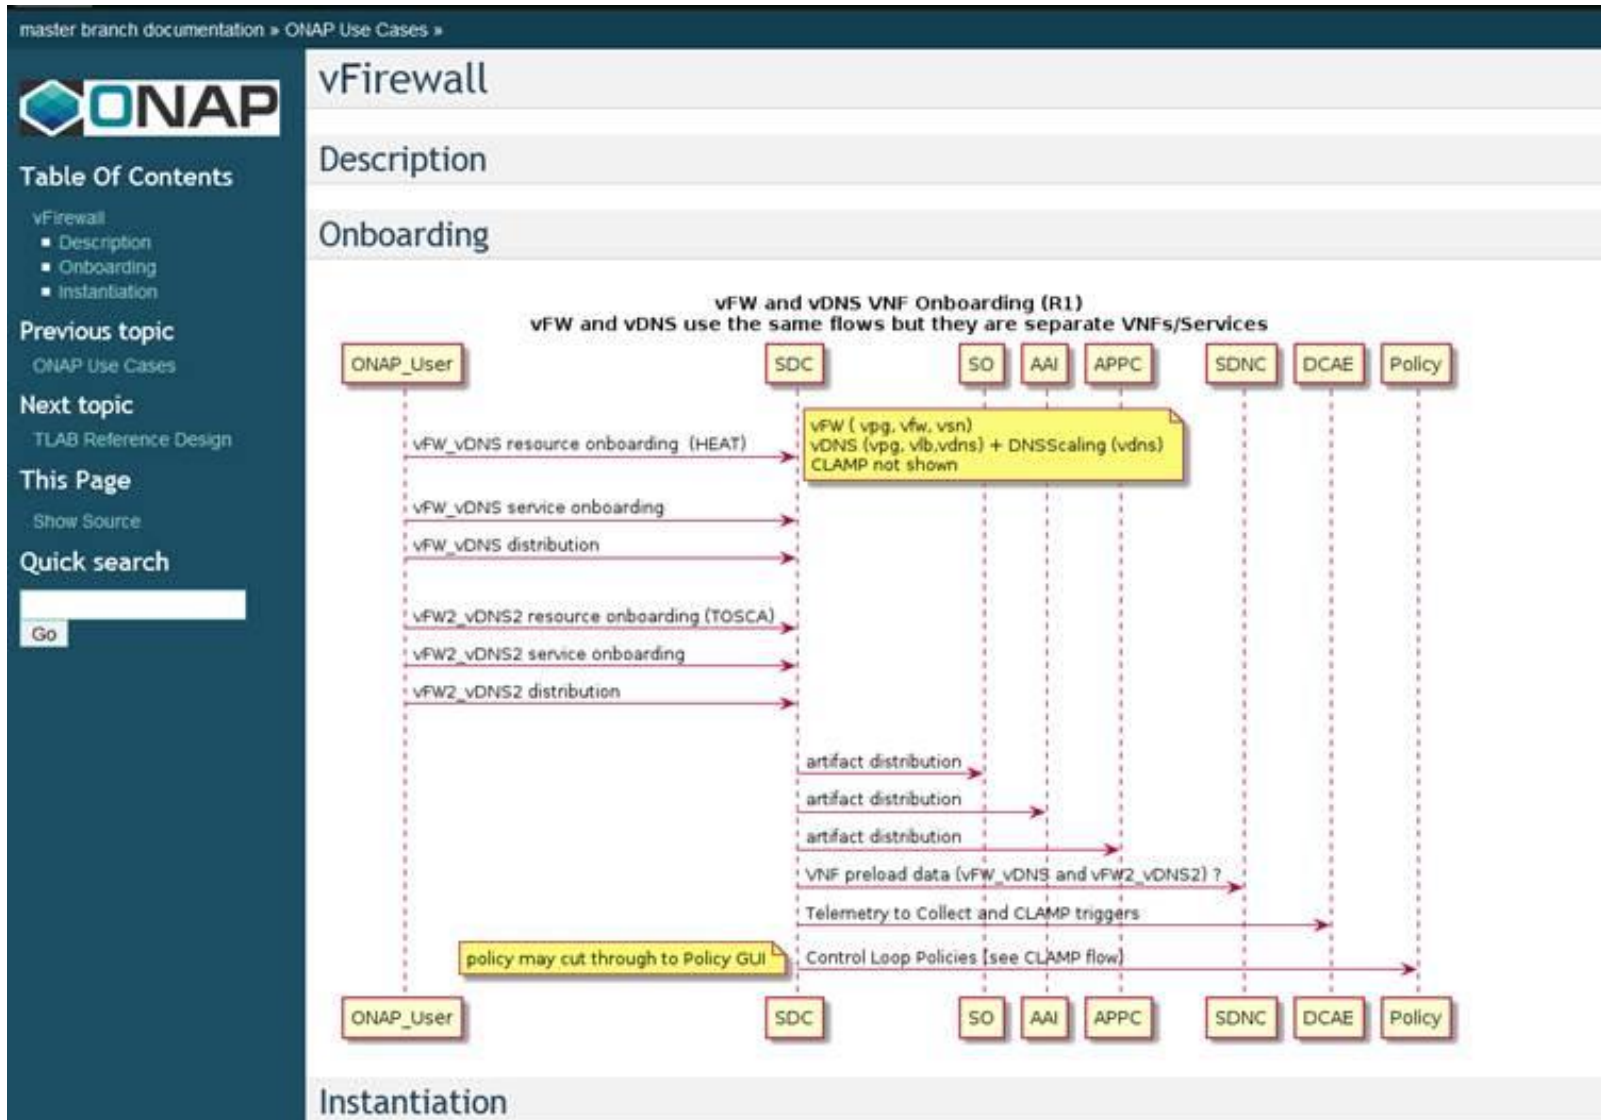 master branch documentation » ONAP Use Cases »
ONAP
Table Of Contents
vFirewall
Description
Onboarding
Instantiation
Previous topic
ONAP Use Cases
Next topic
TLAB Reference Design
This Page
Show Source
Quick search
Go
vFirewall
Description
Onboarding
vFW and vDNS VNF Onboarding (R1)
vFW and vDNS use the same flows but they are separate VNFs/Services
ONAP_User SDC SO AAI APPC SDNC DCAE Policy
vFW_vDNS resource onboarding (HEAT)
vFW ( vpg, vfw, vsn)
vDNS (vpg, vlb,vdns) + DNSScaling (vdns)
CLAMP not shown
vFW_vDNS service onboarding
vFW_vDNS distribution
vFW2_vDNS2 resource onboarding (TOSCA)
vFW2_vDNS2 service onboarding
vFW2_vDNS2 distribution
artifact distribution
artifact distribution
artifact distribution
VNF preload data (vFW_vDNS and vFW2_vDNS2) ?
Telemetry to Collect and CLAMP triggers
policy may cut through to Policy GUI
Control Loop Policies (see CLAMP flow)
ONAP_User SDC SO AAI APPC SDNC DCAE Policy
Instantiation